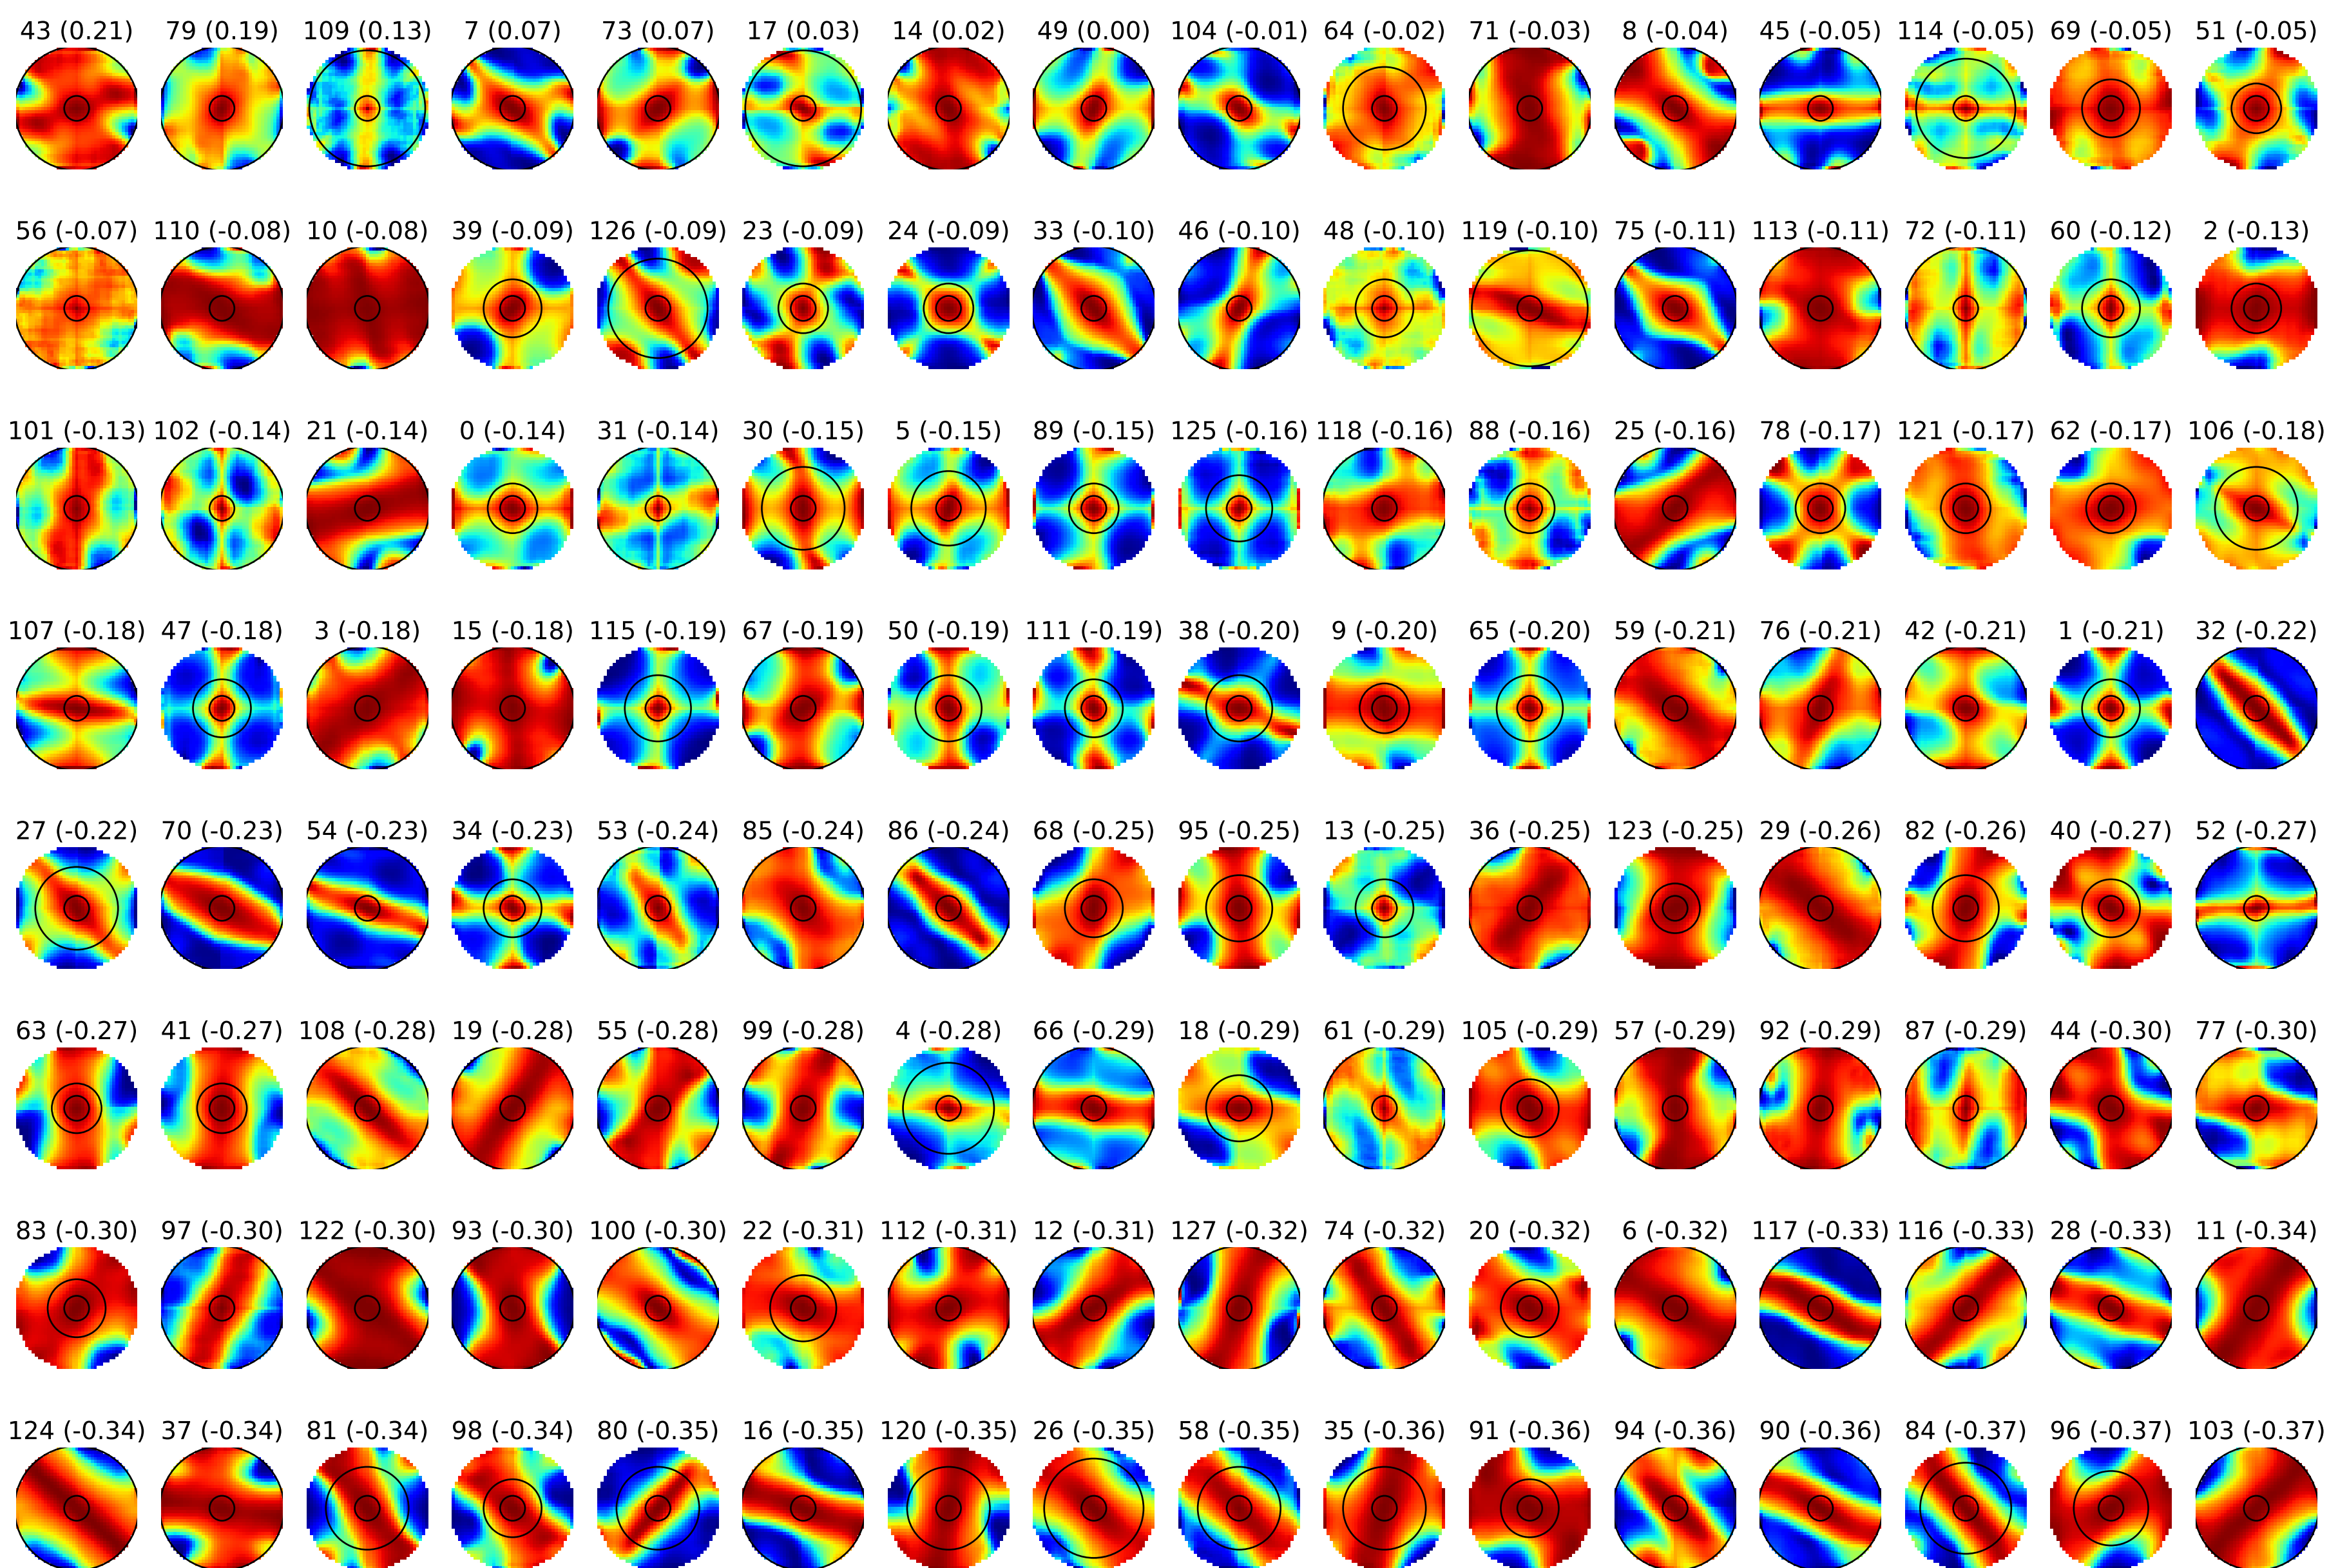 43 (0.21) 79 (0.19) 109 (0.13) 7 (0.07) 73 (0.07) 17 (0.03) 14 (0.02) 49 (0.00) 104 (-0.01) 64 (-0.02) 71 (-0.03) 8 (-0.04) 45 (-0.05) 114 (-0.05) 69 (-0.05) 51 (-0.05)
56 (-0.07) 110 (-0.08) 10 (-0.08) 39 (-0.09) 126 (-0.09) 23 (-0.09) 24 (-0.09) 33 (-0.10) 46 (-0.10) 48 (-0.10) 119 (-0.10) 75 (-0.11) 113 (-0.11) 72 (-0.11) 60 (-0.12) 2 (-0.13)
101 (-0.13) 102 (-0.14) 21 (-0.14) 0 (-0.14) 31 (-0.14) 30 (-0.15) 5 (-0.15) 89 (-0.15) 125 (-0.16) 118 (-0.16) 88 (-0.16) 25 (-0.16) 78 (-0.17) 121 (-0.17) 62 (-0.17) 106 (-0.18)
107 (-0.18) 47 (-0.18) 3 (-0.18) 15 (-0.18) 115 (-0.19) 67 (-0.19) 50 (-0.19) 111 (-0.19) 38 (-0.20) 9 (-0.20) 65 (-0.20) 59 (-0.21) 76 (-0.21) 42 (-0.21) 1 (-0.21) 32 (-0.22)
27 (-0.22) 70 (-0.23) 54 (-0.23) 34 (-0.23) 53 (-0.24) 85 (-0.24) 86 (-0.24) 68 (-0.25) 95 (-0.25) 13 (-0.25) 36 (-0.25) 123 (-0.25) 29 (-0.26) 82 (-0.26) 40 (-0.27) 52 (-0.27)
63 (-0.27) 41 (-0.27) 108 (-0.28) 19 (-0.28) 55 (-0.28) 99 (-0.28) 4 (-0.28) 66 (-0.29) 18 (-0.29) 61 (-0.29) 105 (-0.29) 57 (-0.29) 92 (-0.29) 87 (-0.29) 44 (-0.30) 77 (-0.30)
83 (-0.30) 97 (-0.30) 122 (-0.30) 93 (-0.30) 100 (-0.30) 22 (-0.31) 112 (-0.31) 12 (-0.31) 127 (-0.32) 74 (-0.32) 20 (-0.32) 6 (-0.32) 117 (-0.33) 116 (-0.33) 28 (-0.33) 11 (-0.34)
124 (-0.34) 37 (-0.34) 81 (-0.34) 98 (-0.34) 80 (-0.35) 16 (-0.35) 120 (-0.35) 26 (-0.35) 58 (-0.35) 35 (-0.36) 91 (-0.36) 94 (-0.36) 90 (-0.36) 84 (-0.37) 96 (-0.37) 103 (-0.37)